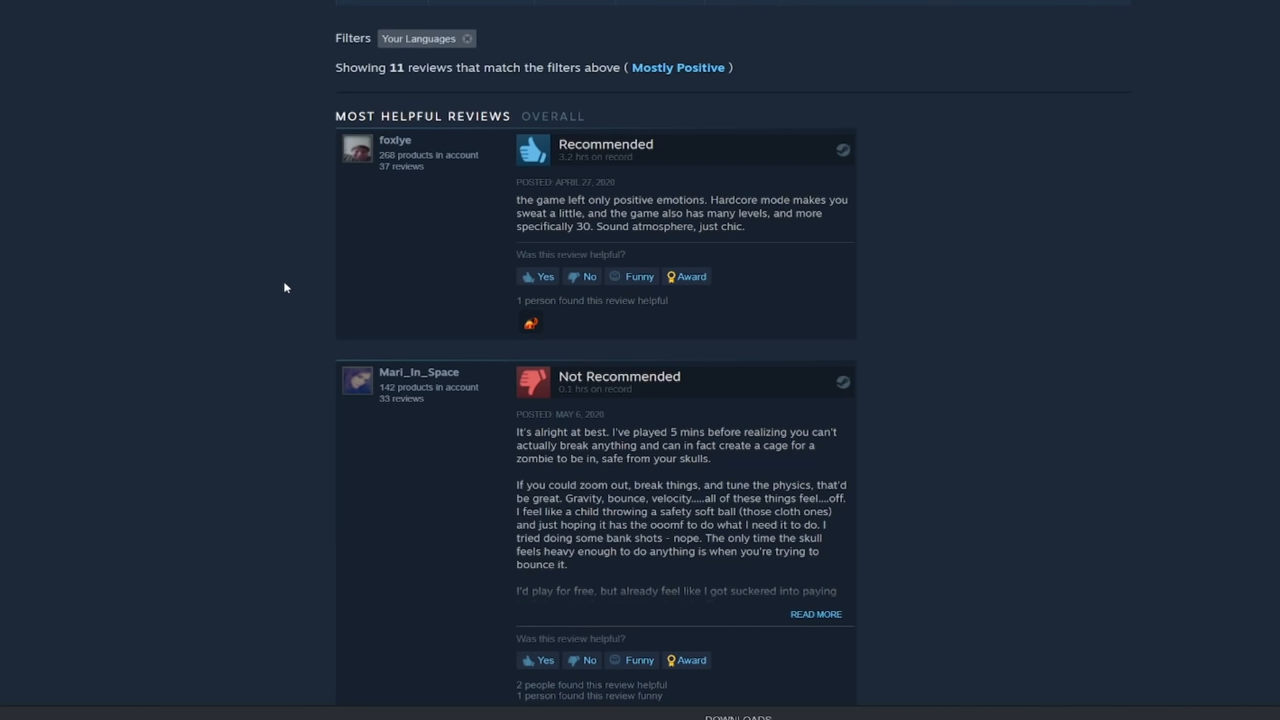 Filters Your Languages
Showing 11 reviews that match the filters above ( Mostly Positive )
MOST HELPFUL REVIEWS OVERALL
foxlye
268 products in account
37 reviews
Recommended
3.2 hrs on record
POSTED: APRIL 27, 2020
the game left only positive emotions. Hardcore mode makes you
sweat a little, and the game also has many levels, and more
specifically 30. Sound atmosphere, just chic.
Was this review helpful?
Yes No Funny Award
1 person found this review helpful
Mari_In_Space
142 products in account
33 reviews
Not Recommended
0.1 hrs on record
POSTED: MAY 6, 2020
It's alright at best. I've played 5 mins before realizing you can't
actually break anything and can in fact create a cage for a
zombie to be in, safe from your skulls.
If you could zoom out, break things, and tune the physics, that'd
be great. Gravity, bounce, velocity.....all of these things feel....off.
I feel like a child throwing a safety soft ball (those cloth ones)
and just hoping it has the ooomf to do what I need it to do. I
tried doing some bank shots - nope. The only time the skull
feels heavy enough to do anything is when you're trying to
bounce it.
I'd play for free, but already feel like I got suckered into paying
READ MORE
Was this review helpful?
Yes No Funny Award
2 people found this review helpful
1 person found this review funny
DOWNLOADS